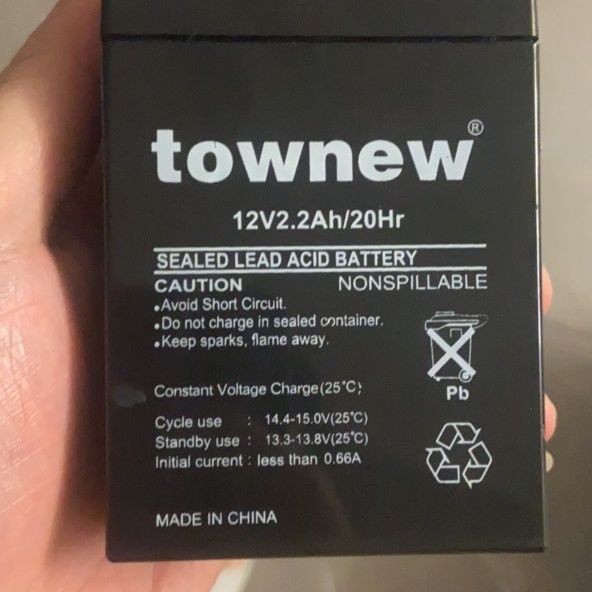 townew®
12V2.2Ah/20Hr
SEALED LEAD ACID BATTERY
CAUTION NONSPILLABLE
•Avoid Short Circuit.
•Do not charge in sealed container.
•Keep sparks, flame away.
Pb
Constant Voltage Charge(25°C)
Cycle use : 14.4-15.0V(25°C)
Standby use : 13.3-13.8V(25°C)
Initial current : less than 0.66A
MADE IN CHINA